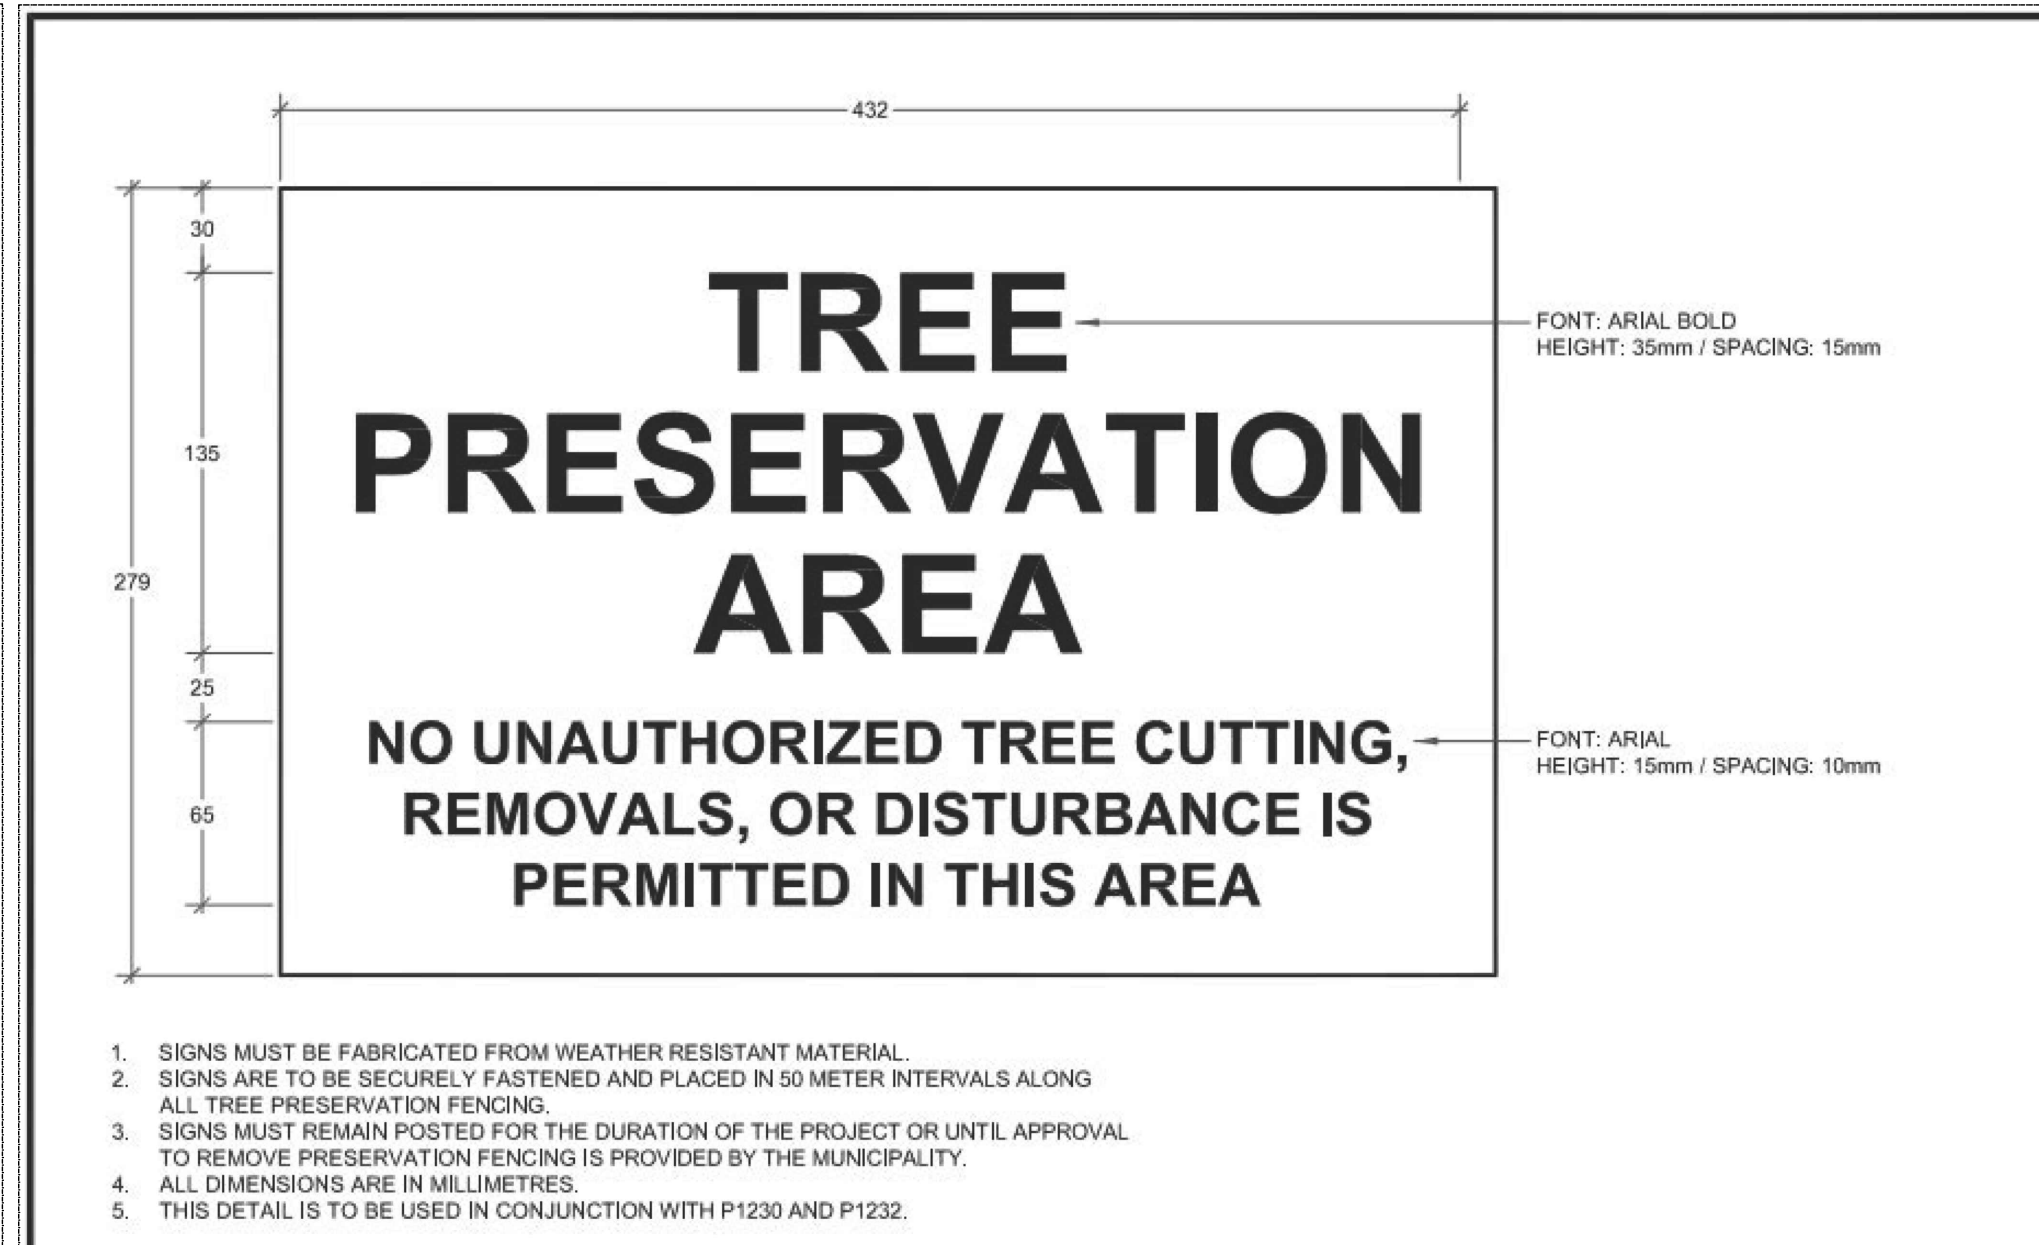 432
30
TREE
FONT: ARIAL BOLD
HEIGHT: 35mm / SPACING: 15mm
PRESERVATION
135
AREA
279
25
NO UNAUTHORIZED TREE CUTTING,
FONT: ARIAL
HEIGHT: 15mm / SPACING: 10mm
REMOVALS, OR DISTURBANCE IS
65
PERMITTED IN THIS AREA
1. SIGNS MUST BE FABRICATED FROM WEATHER RESISTANT MATERIAL.
2. SIGNS ARE TO BE SECURELY FASTENED AND PLACED IN 50 METER INTERVALS ALONG
ALL TREE PRESERVATION FENCING.
3. SIGNS MUST REMAIN POSTED FOR THE DURATION OF THE PROJECT OR UNTIL APPROVAL
TO REMOVE PRESERVATION FENCING IS PROVIDED BY THE MUNICIPALITY.
4. ALL DIMENSIONS ARE IN MILLIMETRES.
5. THIS DETAIL IS TO BE USED IN CONJUNCTION WITH P1230 AND P1232.